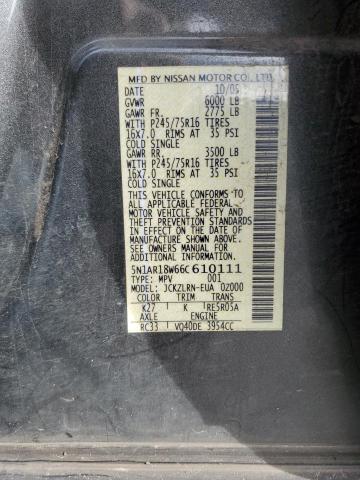 MFD BY NISSAN MOTOR CO., LTD.
DATE 10/05
GVWR 6000 LB
GAWR FR. 2775 LB
WITH P245/75R16 TIRES
16x7.0 RIMS AT 35 PSI
COLD SINGLE
GAWR RR. 3500 LB
WITH P245/75R16 TIRES
16x7.0 RIMS AT 35 PSI
COLD SINGLE
THIS VEHICLE CONFORMS TO
ALL APPLICABLE FEDERAL
MOTOR VEHICLE SAFETY AND
THEFT PREVENTION STANDARDS
IN EFFECT ON THE DATE OF
MANUFACTURE SHOWN ABOVE.
SEE OWNERS MANUAL FOR
ADDITIONAL INFORMATION
5N1AR18W66C610111
TYPE: MPV 001
MODEL: JCKZLRN-EUA 02000
COLOR TRIM TRANS
K27 K RE5R05A
AXLE ENGINE
RC33 VQ40DE 3954CC